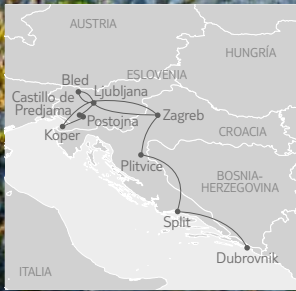 AUSTRIA
HUNGRÍA
ESLOVENIA
Bled
Ljubljana
Castillo de
Predjama
Postojna
Koper
Zagreb
CROACIA
Plitvice
BOSNIA-
HERZEGOVINA
Split
Dubrovnik
ITALIA